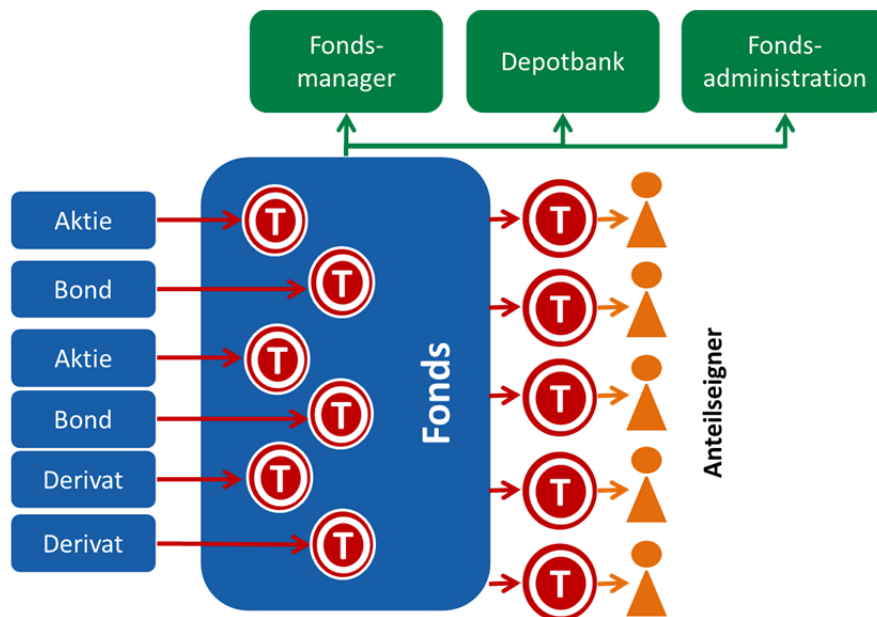 Fonds-
manager
Depotbank
Fonds-
administration
Aktie
Bond
Aktie
Bond
Derivat
Derivat
T
T
T
T
T
T
Fonds
T
T
T
T
T
Anteilseigner